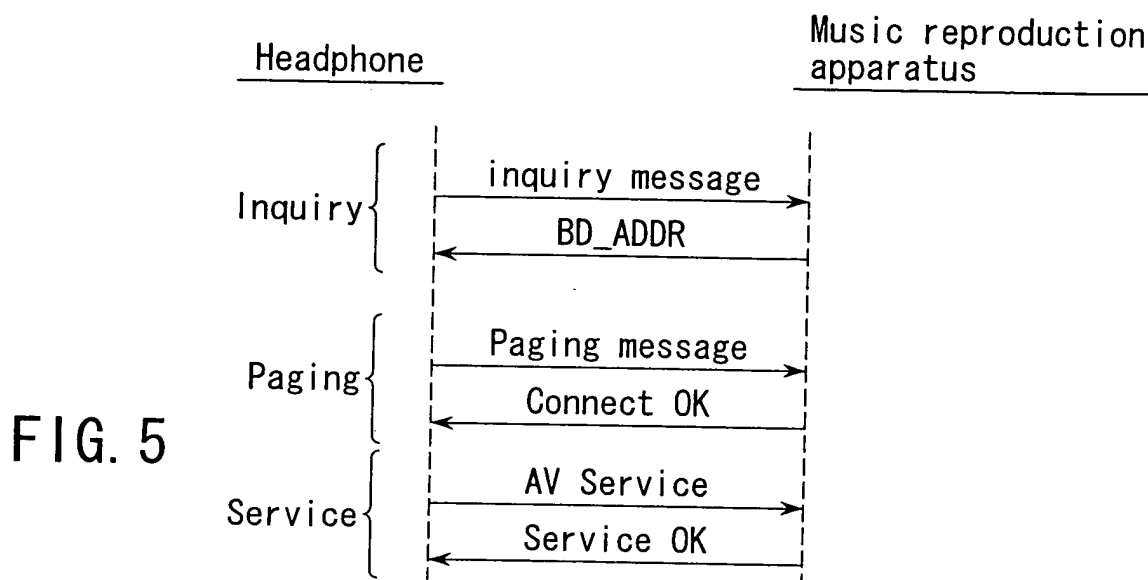 Headphone
Music reproduction
apparatus
Inquiry
inquiry message
BD_ADDR
Paging
Paging message
Connect OK
FIG. 5
Service
AV Service
Service OK